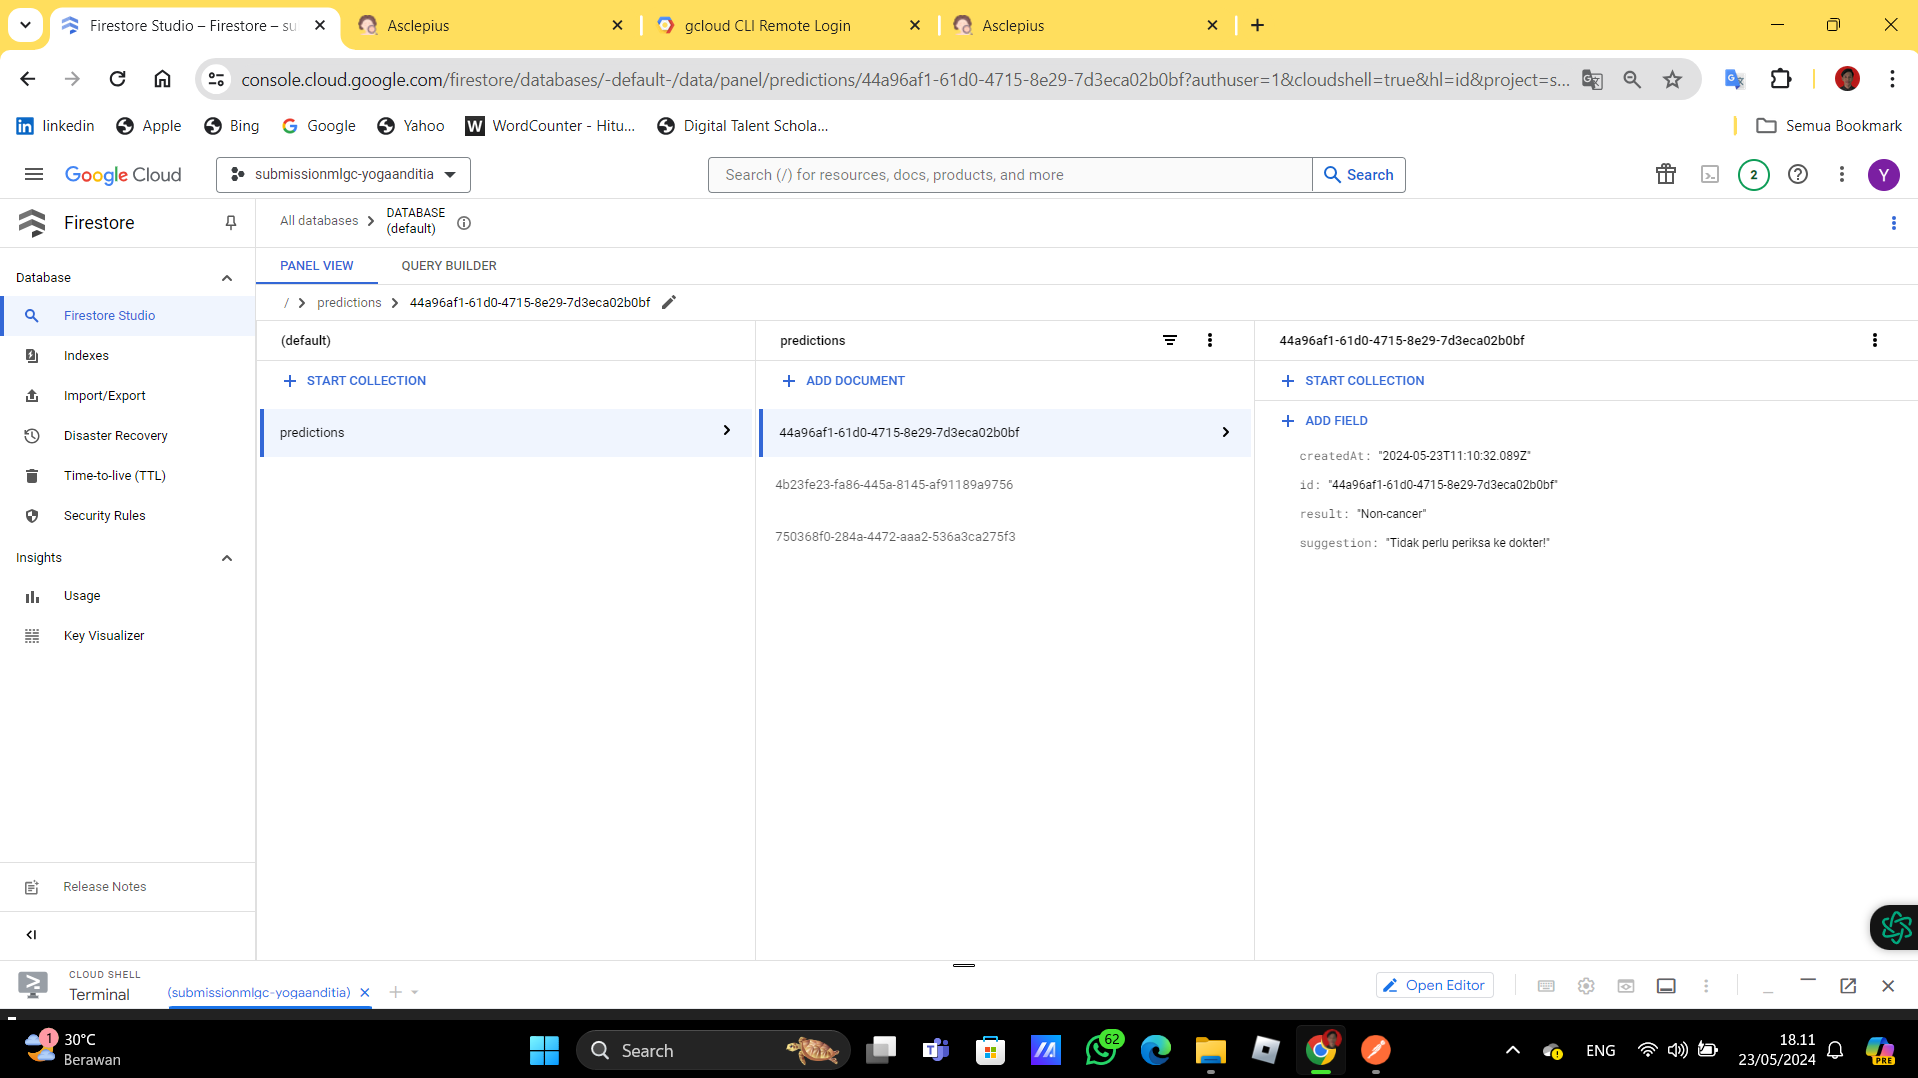 Firestore Studio – Firestore – su
Asclepius
gcloud CLI Remote Login
Asclepius
console.cloud.google.com/firestore/databases/-default-/data/panel/predictions/44a96af1-61d0-4715-8e29-7d3eca02b0bf?authuser=1&cloudshell=true&hl=id&project=s...
linkedin
Apple
Bing
Google
Yahoo
W WordCounter - Hitu...
Digital Talent Schola...
Semua Bookmark
Google Cloud
submissionmlgc-yogaanditia
Search (/) for resources, docs, products, and more
Search
2
Y
Firestore
All databases
DATABASE
(default)
Database
PANEL VIEW
QUERY BUILDER
/ predictions 44a96af1-61d0-4715-8e29-7d3eca02b0bf
Firestore Studio
Indexes
Import/Export
Disaster Recovery
Time-to-live (TTL)
Security Rules
Insights
Usage
Key Visualizer
Release Notes
(default)
START COLLECTION
predictions
predictions
ADD DOCUMENT
44a96af1-61d0-4715-8e29-7d3eca02b0bf
4b23fe23-fa86-445a-8145-af91189a9756
750368f0-284a-4472-aaa2-536a3ca275f3
44a96af1-61d0-4715-8e29-7d3eca02b0bf
START COLLECTION
ADD FIELD
createdAt: "2024-05-23T11:10:32.089Z"
id: "44a96af1-61d0-4715-8e29-7d3eca02b0bf"
result: "Non-cancer"
suggestion: "Tidak perlu periksa ke dokter!"
CLOUD SHELL
Terminal
(submissionmlgc-yogaanditia)
Open Editor
1
30°C
Berawan
Search
62
ENG
18.11
23/05/2024
PRE